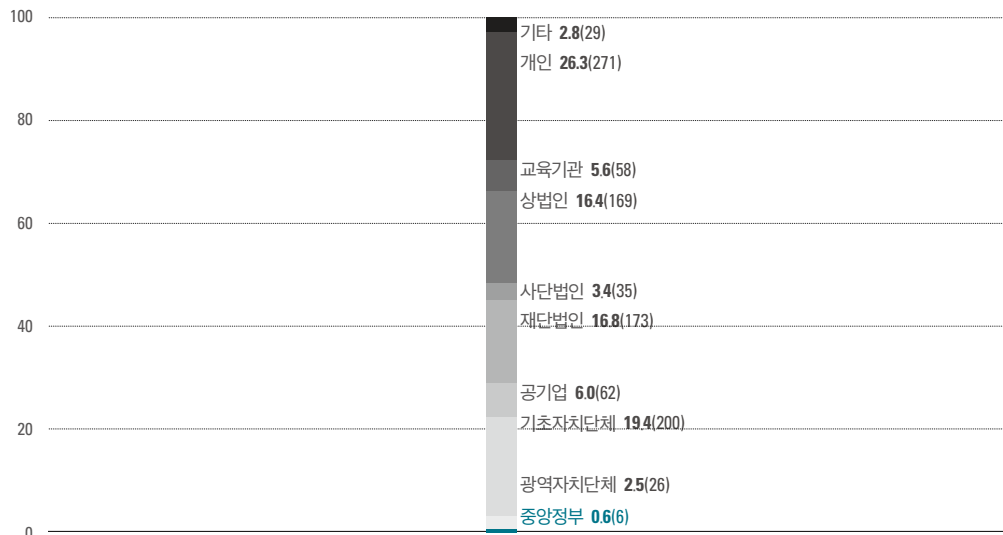 100
기타 2.8(29)
개인 26.3(271)
80
교육기관 5.6(58)
상법인 16.4(169)
60
사단법인 3.4(35)
재단법인 16.8(173)
40
공기업 6.0(62)
기초자치단체 19.4(200)
20
광역자치단체 2.5(26)
중앙정부 0.6(6)
0